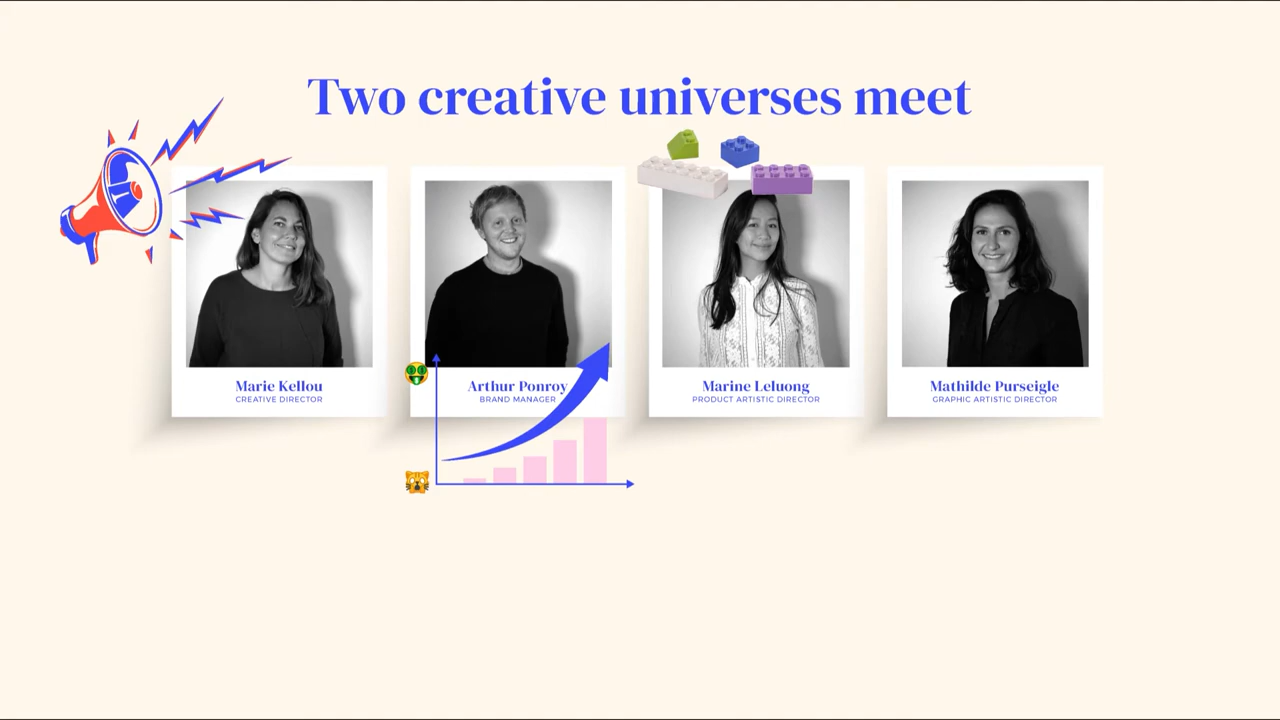 Two creative universes meet
Marie Kellou
CREATIVE DIRECTOR
Arthur Ponroy
BRAND MANAGER
Marine Leluong
PRODUCT ARTISTIC DIRECTOR
Mathilde Purseigle
GRAPHIC ARTISTIC DIRECTOR